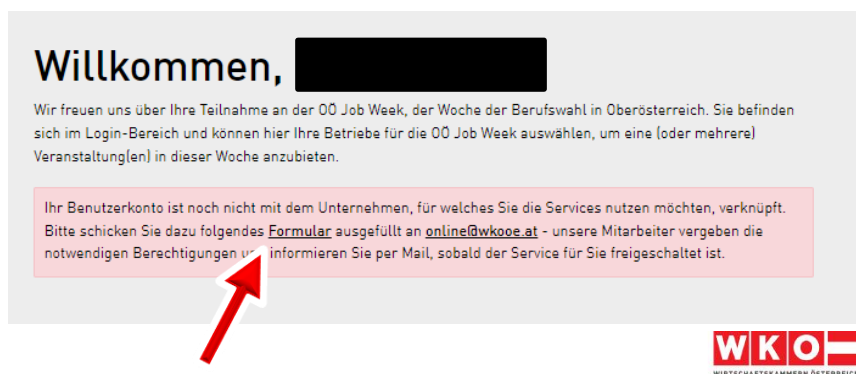 Willkommen,
Wir freuen uns über Ihre Teilnahme an der OÖ Job Week, der Woche der Berufswahl in Oberösterreich. Sie befinden
sich im Login-Bereich und können hier Ihre Betriebe für die OÖ Job Week auswählen, um eine (oder mehrere)
Veranstaltung(en) in dieser Woche anzubieten.
Ihr Benutzerkonto ist noch nicht mit dem Unternehmen, für welches Sie die Services nutzen möchten, verknüpft.
Bitte schicken Sie dazu folgendes Formular ausgefüllt an online@wkooe.at - unsere Mitarbeiter vergeben die
notwendigen Berechtigungen informieren Sie per Mail, sobald der Service für Sie freigeschaltet ist.
WKO
WIRTSCHAFTSKAMMERN ÖSTERREICH